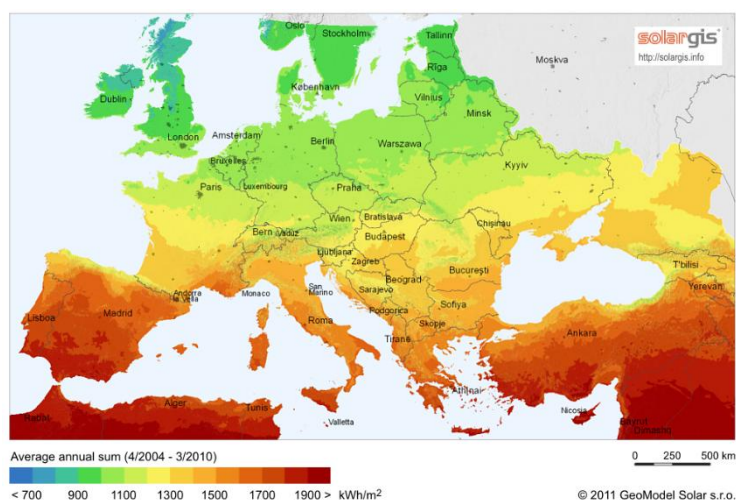 Oslo
Stockholm
Tallinn
solargis
http://solargis.info
Rīga
Moskva
København
Dublin
Vilnius
Minsk
London
Amsterdam
Berlin
Warszawa
Bruxelles
Kyyiv
Paris
Luxembourg
Praha
Wien
Bratislava
Chişinău
Bern
Vaduz
Budapest
Ljubljana
Zagreb
T'bilisi
Beograd
Bucureşti
Andorra
la Vella
Monaco
San
Marino
Sarajevo
Yerevan
Lisboa
Madrid
Roma
Podgorica
Sofiya
Skopje
Ankara
Tiranë
Athínai
Alger
Tunis
Nicosia
Rabat
Valletta
Bayrut
Dimashq
Average annual sum (4/2004 - 3/2010)
0 250 500 km
< 700 900 1100 1300 1500 1700 1900 > kWh/m²
© 2011 GeoModel Solar s.r.o.